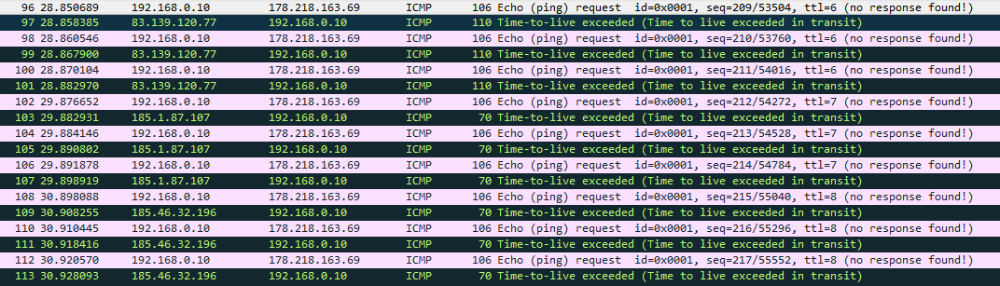 96 28.850689 192.168.0.10 178.218.163.69 ICMP 106 Echo (ping) request id=0x0001, seq=209/53504, ttl=6 (no response found!)
97 28.858385 83.139.120.77 192.168.0.10 ICMP 110 Time-to-live exceeded (Time to live exceeded in transit)
98 28.860546 192.168.0.10 178.218.163.69 ICMP 106 Echo (ping) request id=0x0001, seq=210/53760, ttl=6 (no response found!)
99 28.867900 83.139.120.77 192.168.0.10 ICMP 110 Time-to-live exceeded (Time to live exceeded in transit)
100 28.870104 192.168.0.10 178.218.163.69 ICMP 106 Echo (ping) request id=0x0001, seq=211/54016, ttl=6 (no response found!)
101 28.882970 83.139.120.77 192.168.0.10 ICMP 110 Time-to-live exceeded (Time to live exceeded in transit)
102 29.876652 192.168.0.10 178.218.163.69 ICMP 106 Echo (ping) request id=0x0001, seq=212/54272, ttl=7 (no response found!)
103 29.882931 185.1.87.107 192.168.0.10 ICMP 70 Time-to-live exceeded (Time to live exceeded in transit)
104 29.884146 192.168.0.10 178.218.163.69 ICMP 106 Echo (ping) request id=0x0001, seq=213/54528, ttl=7 (no response found!)
105 29.890802 185.1.87.107 192.168.0.10 ICMP 70 Time-to-live exceeded (Time to live exceeded in transit)
106 29.891878 192.168.0.10 178.218.163.69 ICMP 106 Echo (ping) request id=0x0001, seq=214/54784, ttl=7 (no response found!)
107 29.898919 185.1.87.107 192.168.0.10 ICMP 70 Time-to-live exceeded (Time to live exceeded in transit)
108 30.898088 192.168.0.10 178.218.163.69 ICMP 106 Echo (ping) request id=0x0001, seq=215/55040, ttl=8 (no response found!)
109 30.908255 185.46.32.196 192.168.0.10 ICMP 70 Time-to-live exceeded (Time to live exceeded in transit)
110 30.910445 192.168.0.10 178.218.163.69 ICMP 106 Echo (ping) request id=0x0001, seq=216/55296, ttl=8 (no response found!)
111 30.918416 185.46.32.196 192.168.0.10 ICMP 70 Time-to-live exceeded (Time to live exceeded in transit)
112 30.920570 192.168.0.10 178.218.163.69 ICMP 106 Echo (ping) request id=0x0001, seq=217/55552, ttl=8 (no response found!)
113 30.928093 185.46.32.196 192.168.0.10 ICMP 70 Time-to-live exceeded (Time to live exceeded in transit)